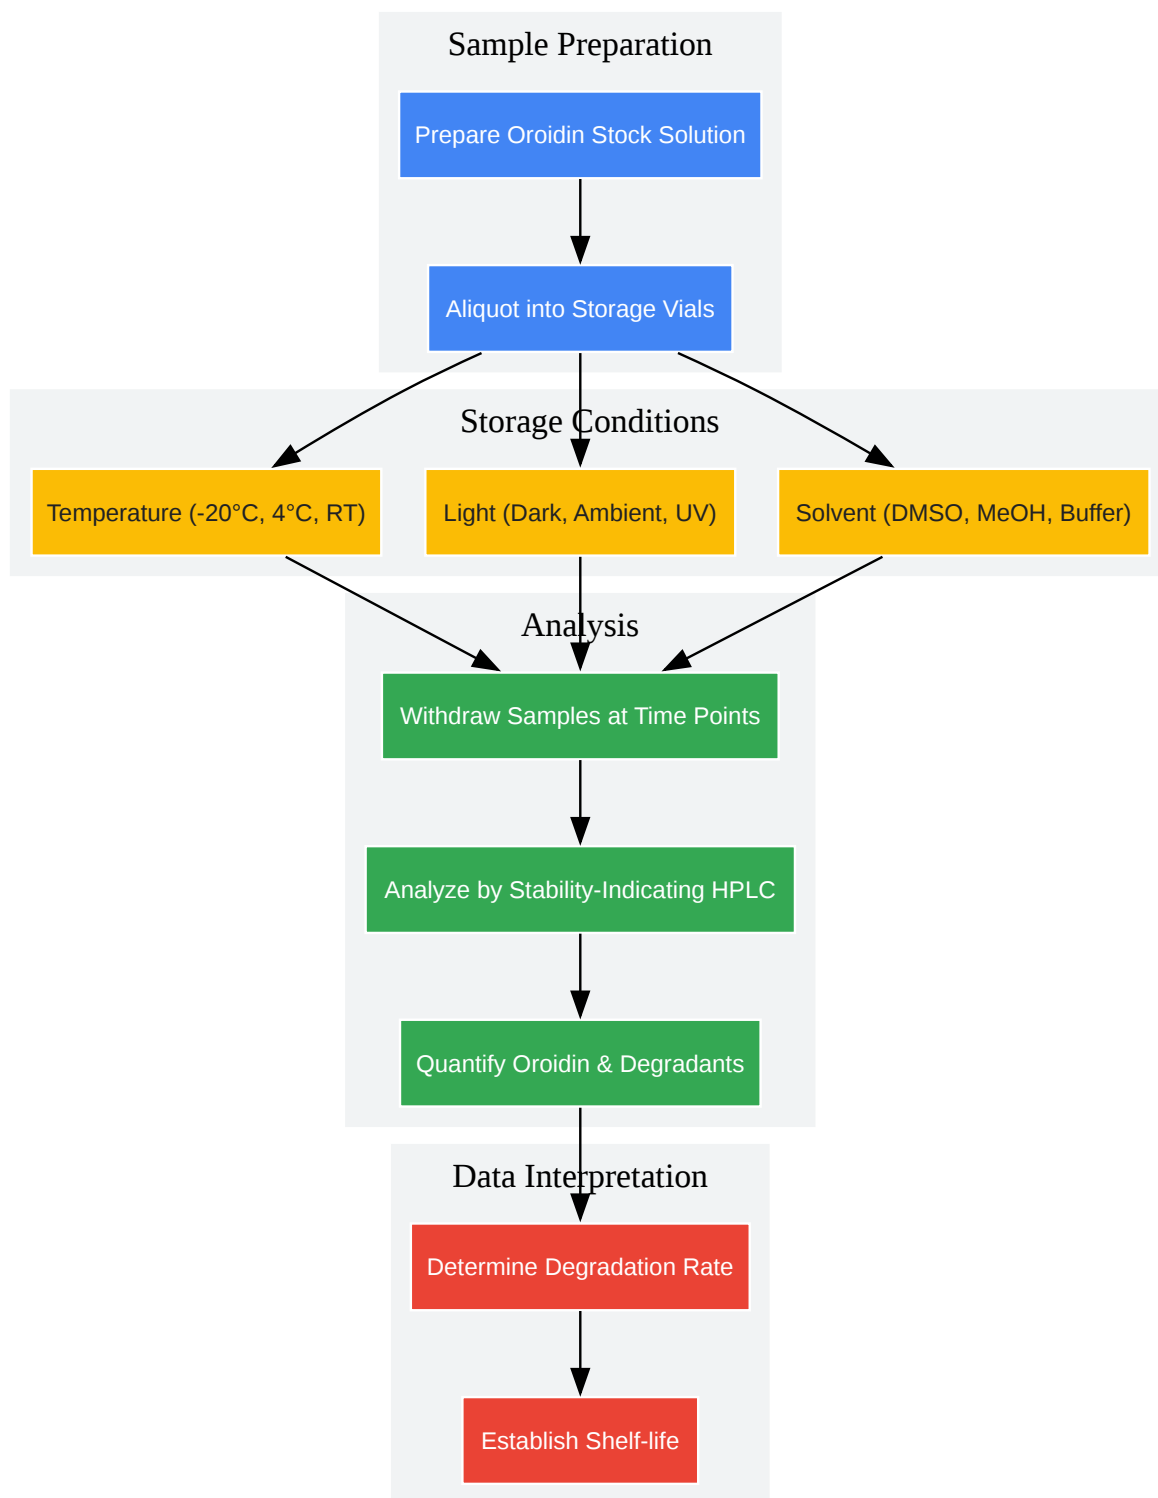 Sample Preparation
Prepare Oroidin Stock Solution
Aliquot into Storage Vials
Storage Conditions
Temperature (-20°C, 4°C, RT)
Light (Dark, Ambient, UV)
Solvent (DMSO, MeOH, Buffer)
Analysis
Withdraw Samples at Time Points
Analyze by Stability-Indicating HPLC
Quantify Oroidin & Degradants
Data Interpretation
Determine Degradation Rate
Establish Shelf-life